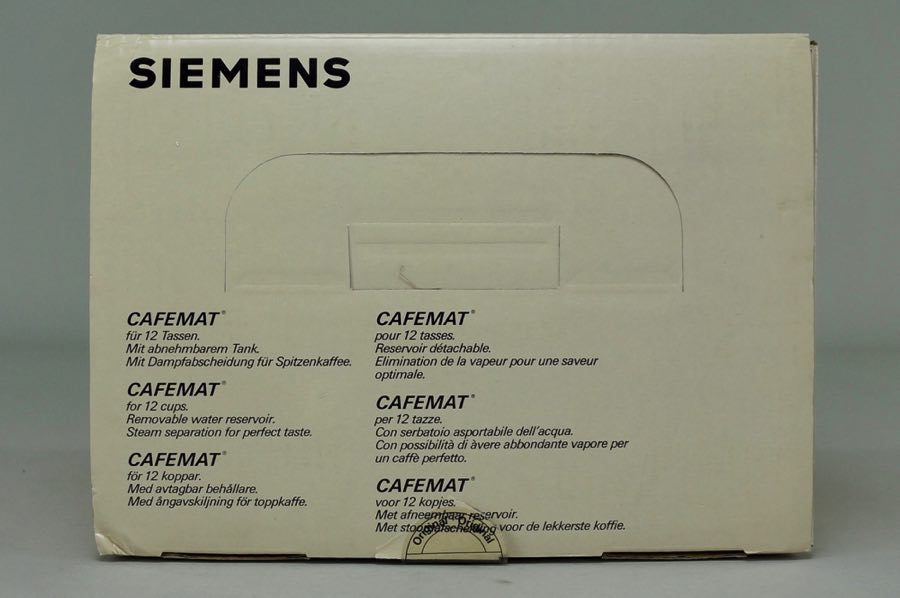 SIEMENS
CAFEMAT®
für 12 Tassen.
Mit abnehmbarem Tank.
Mit Dampfabscheidung für Spitzenkaffee.
CAFEMAT®
for 12 cups.
Removable water reservoir.
Steam separation for perfect taste.
CAFEMAT®
för 12 koppar.
Med avtagbar behållare.
Med ångavskiljning för toppkaffe.
CAFEMAT®
pour 12 tasses.
Reservoir détachable.
Elimination de la vapeur pour une saveur
optimale.
CAFEMAT®
per 12 tazze.
Con serbatoio asportabile dell'acqua.
Con possibilità di àvere abbondante vapore per
un caffè perfetto.
CAFEMAT®
voor 12 kopjes.
Met afneembaar reservoir.
Met stoomafscheiding voor de lekkerste koffie.
Original Original